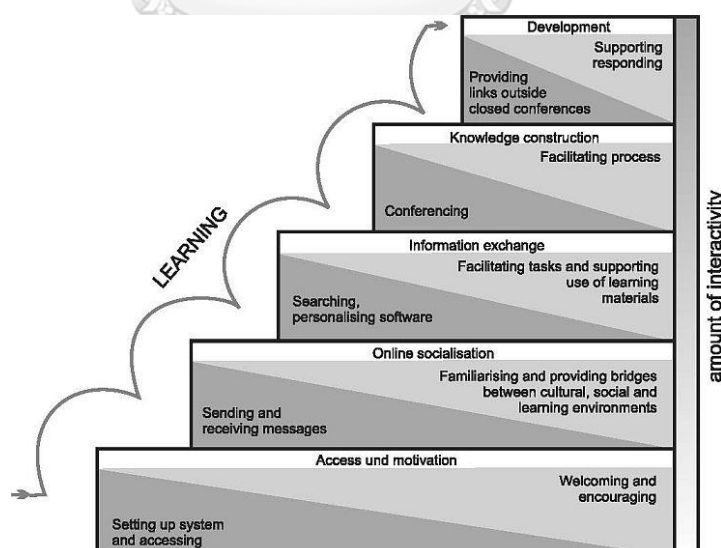 Development
Supporting
responding
Providing
links outside
closed conferences
Knowledge construction
Facilitating process
Conferencing
Information exchange
Facilitating tasks and supporting
use of learning
materials
Searching,
personalising software
Online socialisation
Familiarising and providing bridges
between cultural, social and
learning environments
Sending and
receiving messages
Access und motivation
Welcoming and
encouraging
Setting up system
and accessing
LEARNING
amount of interactivity